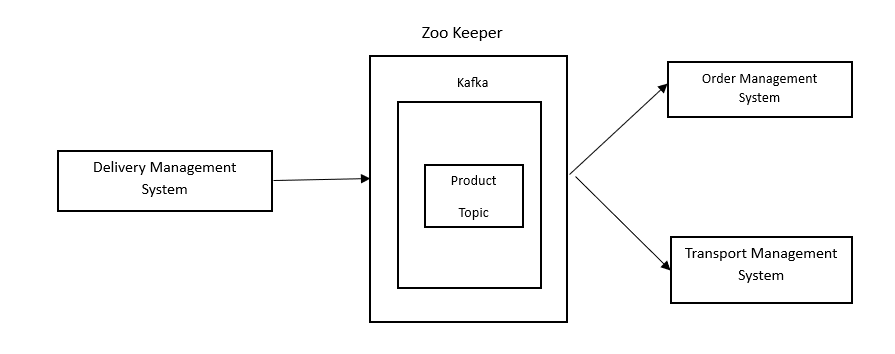 Zoo Keeper
Kafka
Order Management
System
Delivery Management
System
Product
Topic
Transport Management
System